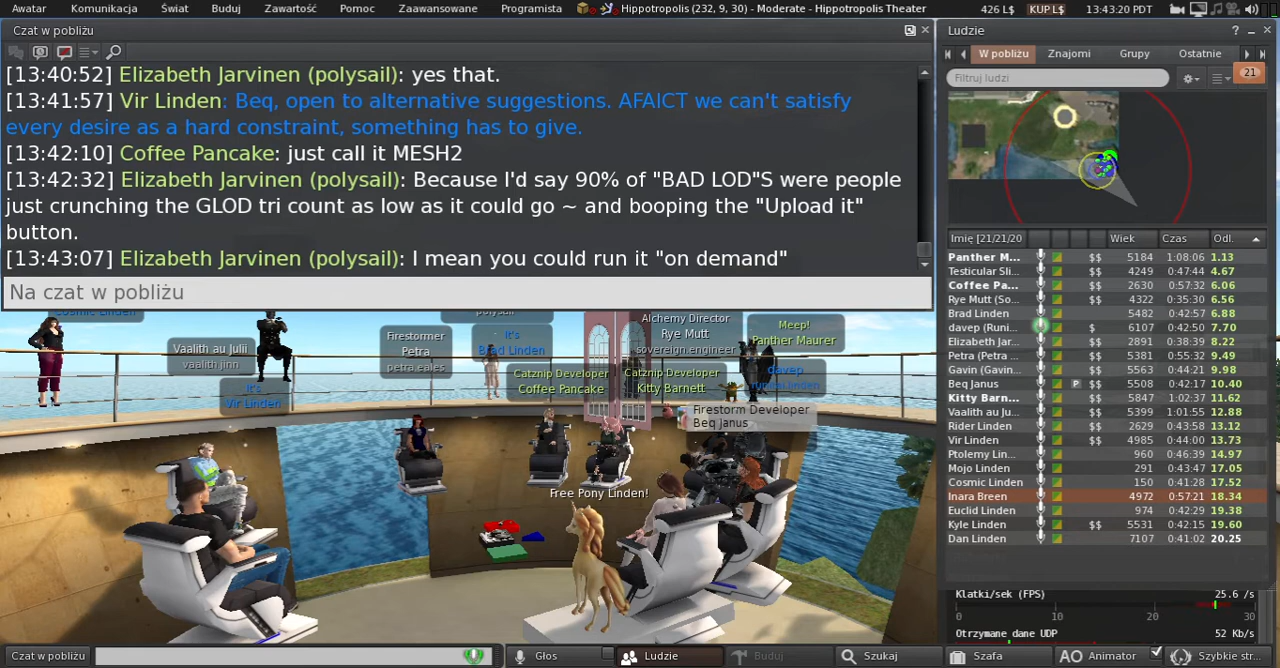 Awatar Komunikacja Świat Buduj Zawartość Pomoc Zaawansowane Programista Hippotropolis (232, 9, 30) - Moderate - Hippotropolis Theater 426 L$ KUP L$ 13:43:20 PDT
Czat w pobliżu
[13:40:52] Elizabeth Jarvinen (polysail): yes that.
[13:41:57] Vir Linden: Beq, open to alternative suggestions. AFAICT we can't satisfy
every desire as a hard constraint, something has to give.
[13:42:10] Coffee Pancake: just call it MESH2
[13:42:32] Elizabeth Jarvinen (polysail): Because I'd say 90% of "BAD LOD"S were people
just crunching the GLOD tri count as low as it could go ~ and booping the "Upload it"
button.
[13:43:07] Elizabeth Jarvinen (polysail): I mean you could run it "on demand"
Na czat w pobliżu
Cosmic Linden
polysail
Vaalith au Julii
vaalith.jinn
It's
Vir Linden
Firestormer
Petra
petra.eales
It's
Brad Linden
Catznip Developer
Coffee Pancake
Alchemy Director
Rye Mutt
sovereign.engineer
Catznip Developer
Kitty Barnett
Meep!
Panther Maurer
davep
Firestorm Developer
Beq Janus
Free Pony Linden!
Ludzie
W pobliżu Znajomi Grupy Ostatnie
Filtruj ludzi
21
Imię [21/21/20 Wiek Czas Odl.
Panther M... $$ 5184 1:08:06 1.13
Testicular Sli... 4249 0:47:44 4.67
Coffee Pa... $$ 2630 0:57:32 6.06
Rye Mutt (So... $$ 4322 0:35:30 6.56
Brad Linden 5482 0:42:57 6.88
davep (Runi... $ 6107 0:42:50 7.70
Elizabeth Jar... 2891 0:38:39 8.22
Petra (Petra ... $$ 5381 0:55:32 9.49
Gavin (Gavin... $$ 5563 0:44:21 9.98
Beq Janus P $$ 5508 0:42:17 10.40
Kitty Barn... $$ 5847 1:02:37 11.62
Vaalith au Ju... $$ 5399 1:01:55 12.88
Rider Linden $$ 2629 0:43:58 13.12
Vir Linden $$ 4985 0:44:00 13.73
Ptolemy Lin... 960 0:46:39 14.97
Mojo Linden 291 0:43:47 17.05
Cosmic Linden 150 0:41:28 17.52
Inara Breen 4972 0:57:21 18.34
Euclid Linden 974 0:42:29 19.38
Kyle Linden $$ 5531 0:42:15 19.60
Dan Linden 7107 0:41:02 20.25
Klatki/sek (FPS) 25.6 /s
0 10 20 30
Otrzymane dane UDP 52 Kb/s
Czat w pobliżu Głos Ludzie Buduj Szukaj Szafa AO Animator Szybkie str...